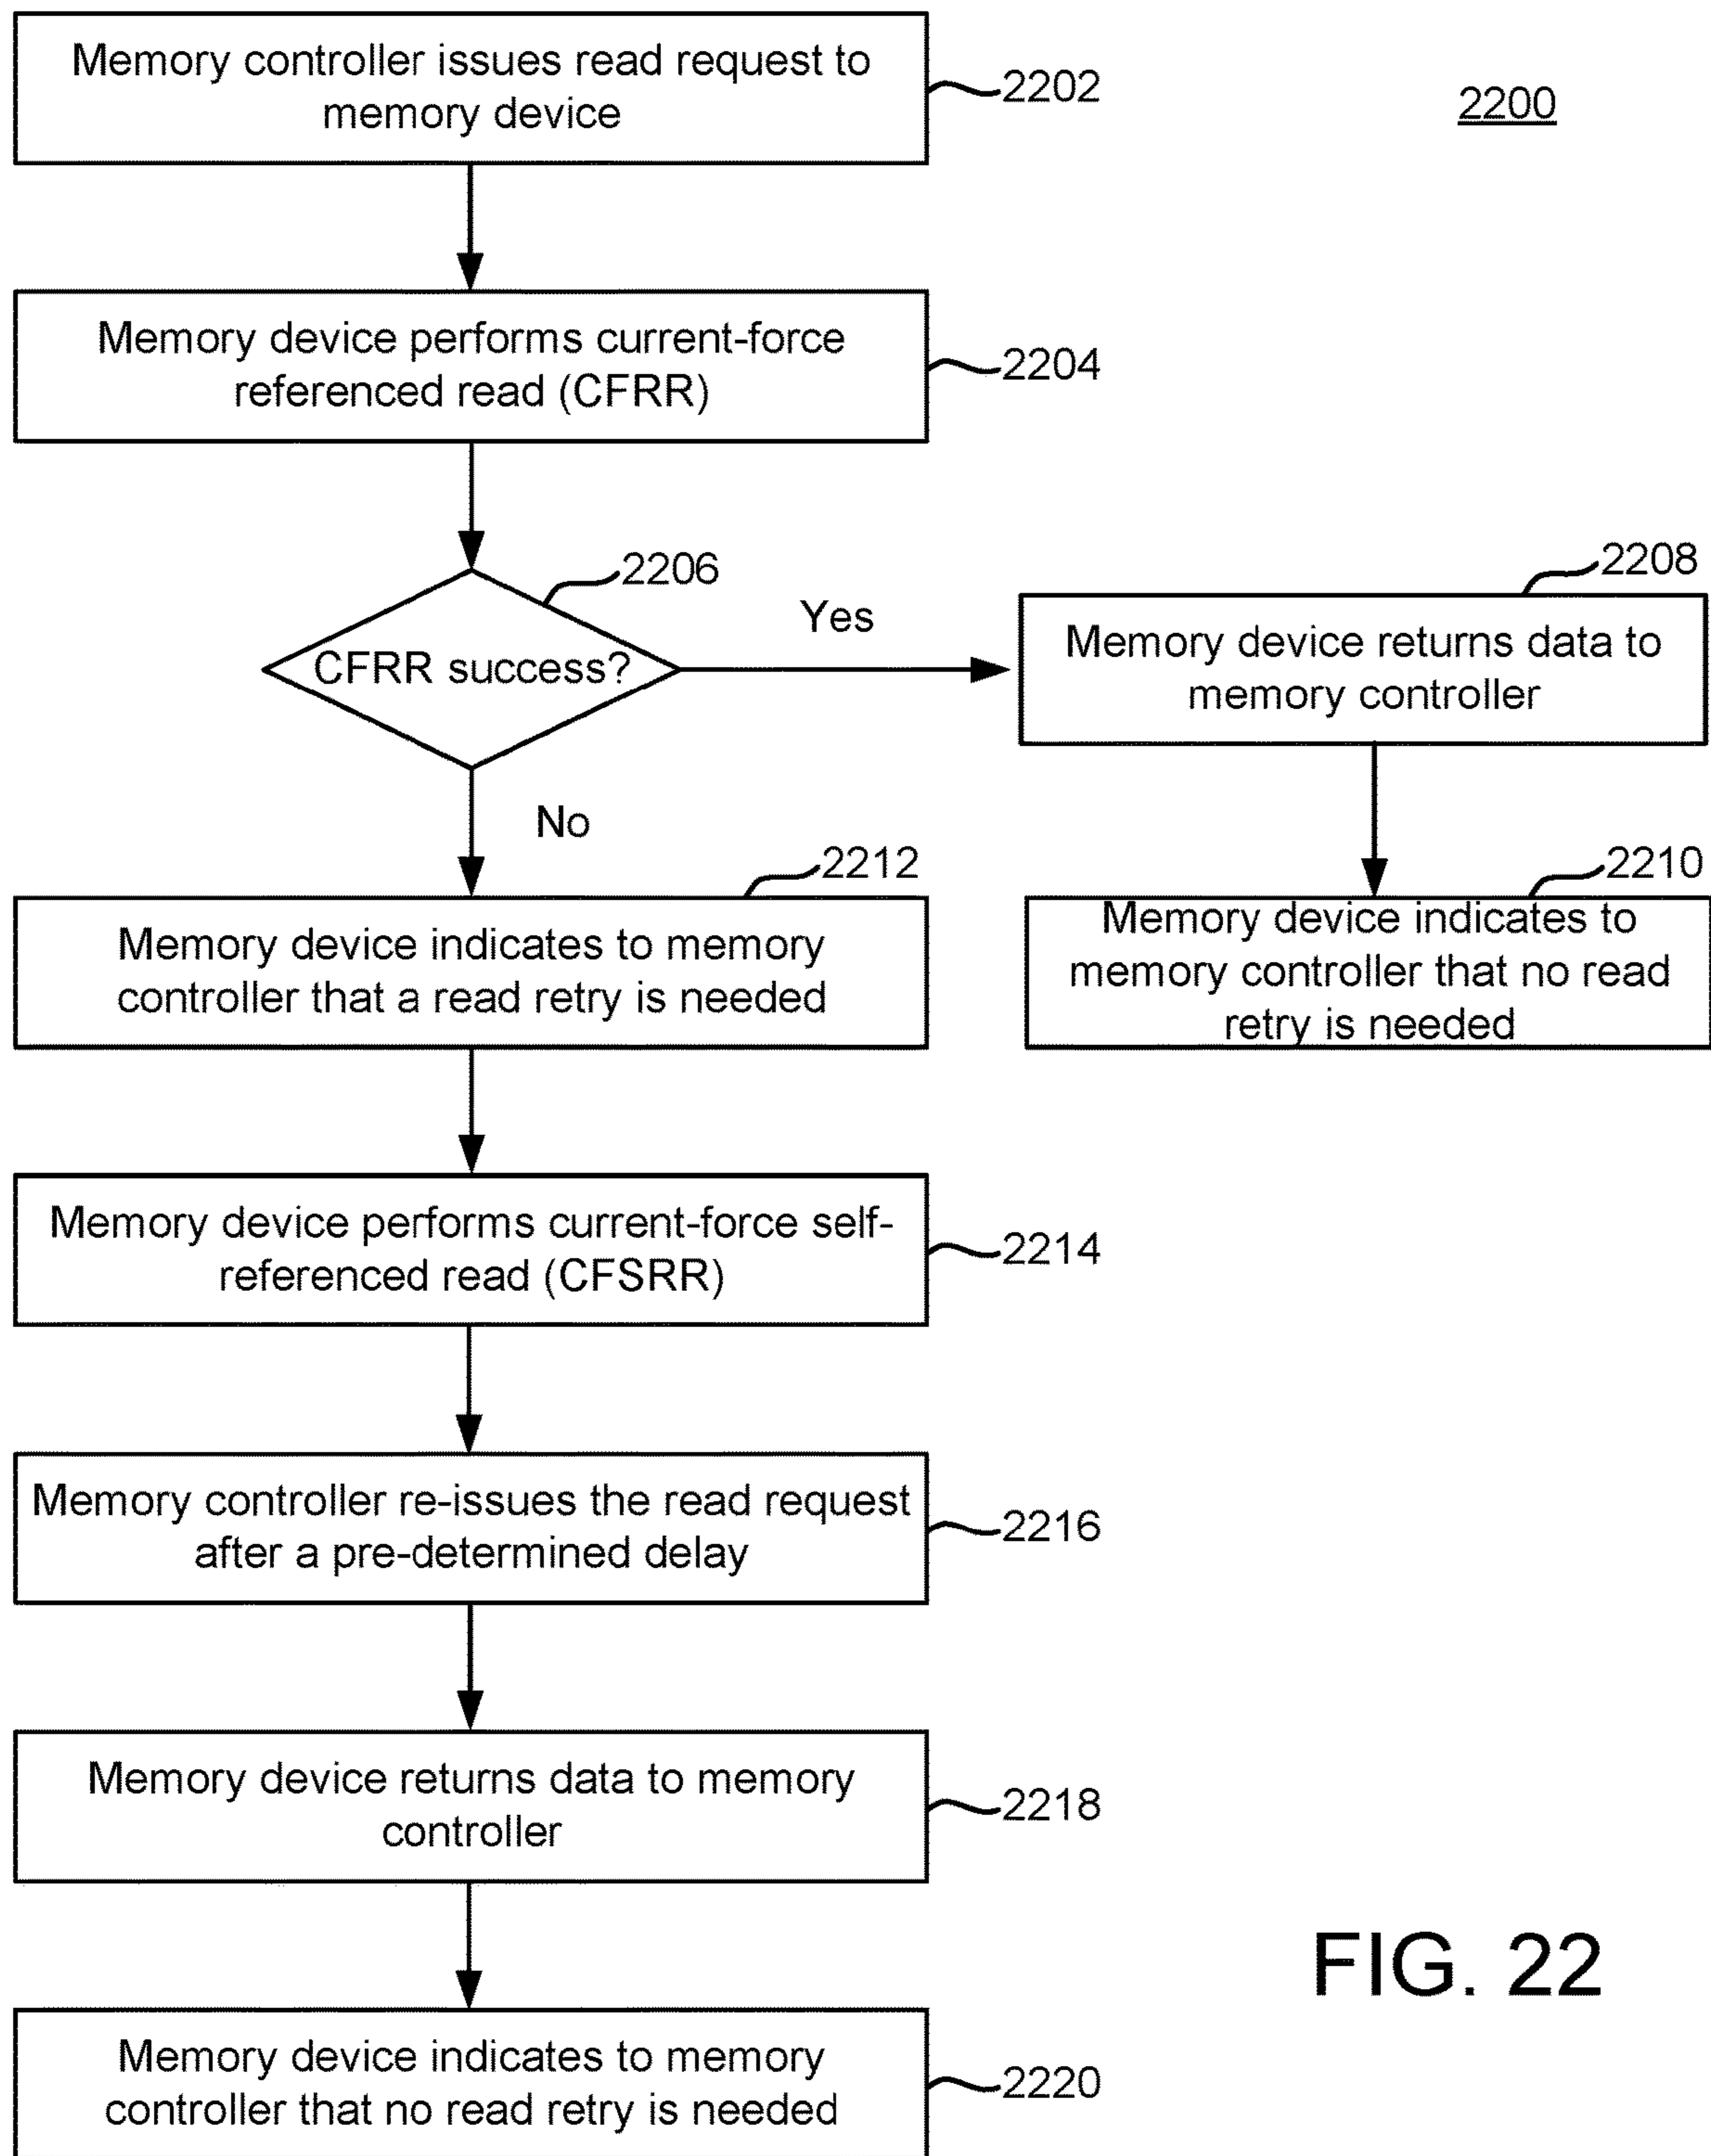 Memory controller issues read request to
memory device
2202
2200
Memory device performs current-force
referenced read (CFRR)
2204
2206
CFRR success?
Yes
2208
Memory device returns data to
memory controller
No
2212
Memory device indicates to memory
controller that a read retry is needed
2210
Memory device indicates to
memory controller that no read
retry is needed
Memory device performs current-force self-
referenced read (CFSRR)
2214
Memory controller re-issues the read request
after a pre-determined delay
2216
Memory device returns data to memory
controller
2218
Memory device indicates to memory
controller that no read retry is needed
2220
FIG. 22